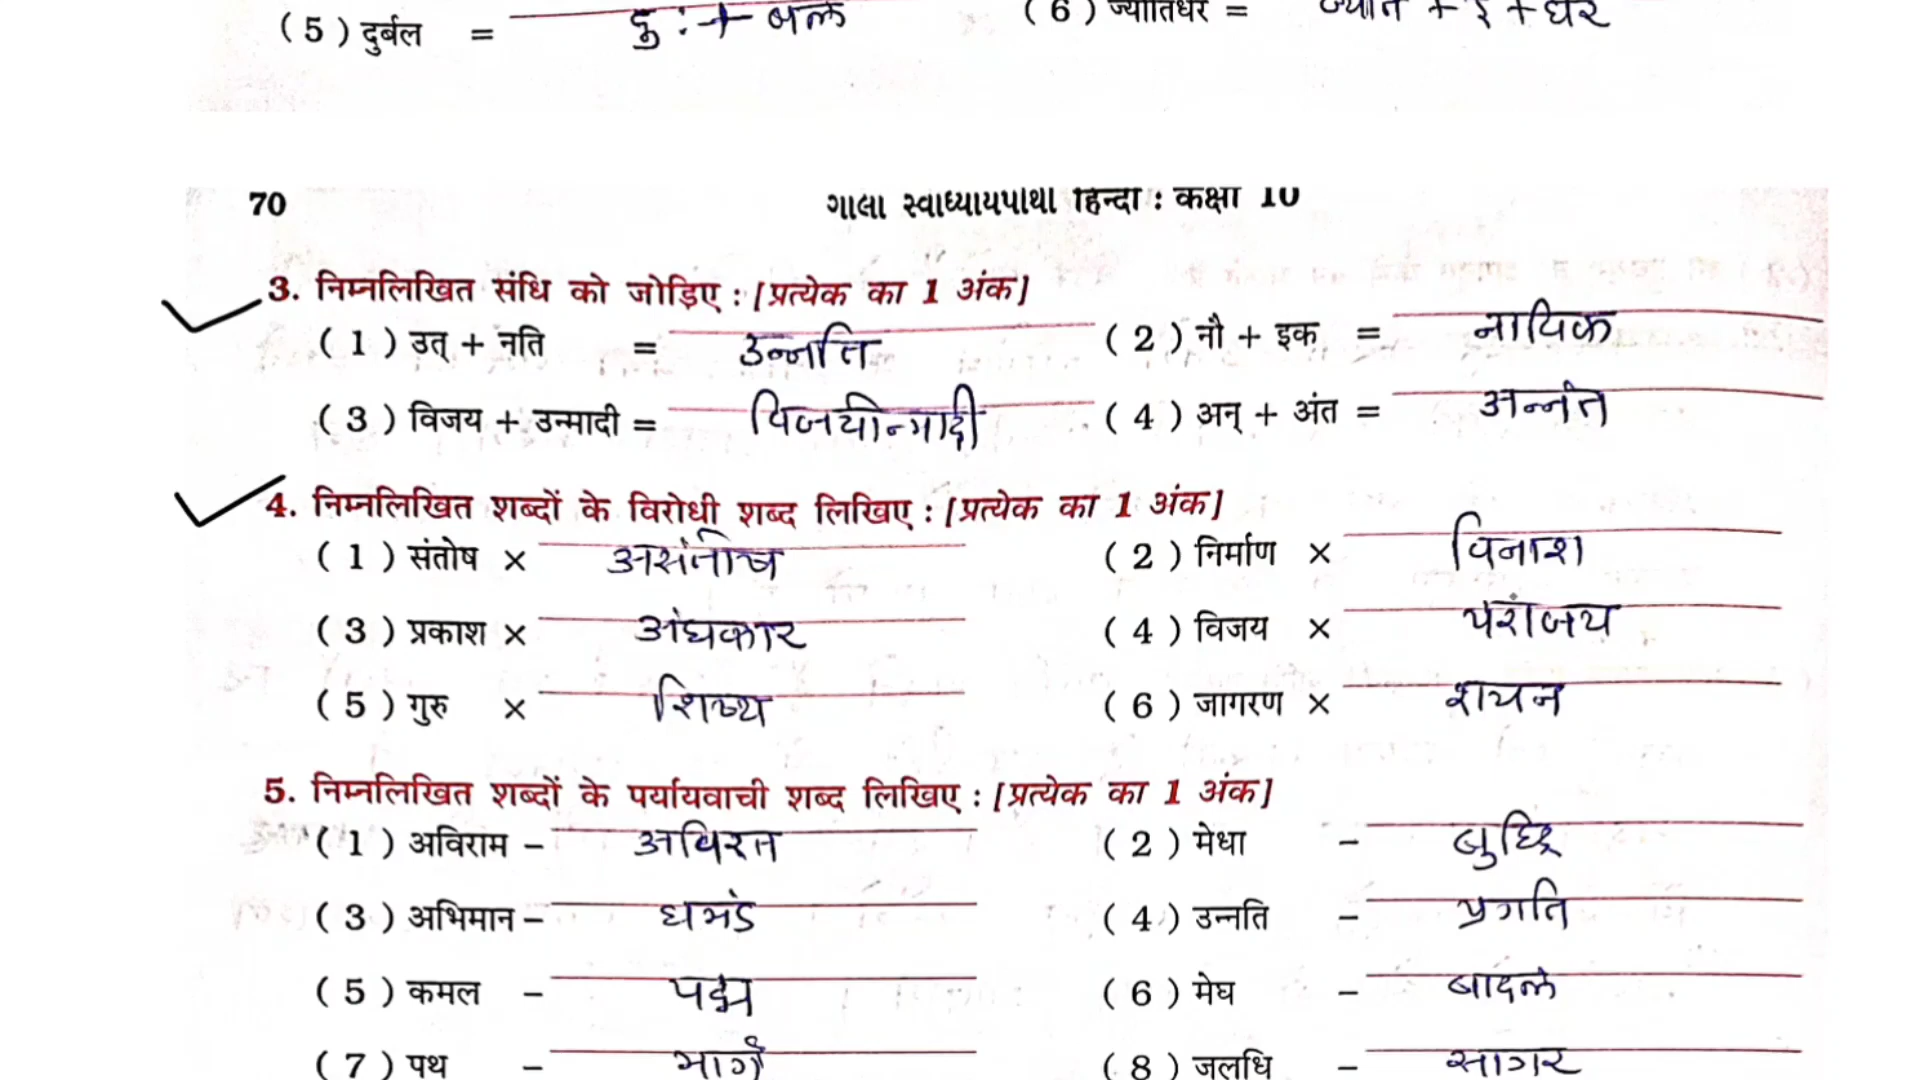 ( 5 ) दुर्बल = दु: + बल ( 6 ) ज्योतिर्धर =
70 गाला स्वाध्यायपोथी हिन्दी : कक्षा 10
3. निम्नलिखित संधि को जोड़िए : [प्रत्येक का 1 अंक]
( 1 ) उत् + नति = उन्नति ( 2 ) नौ + इक = नायिक
( 3 ) विजय + उन्मादी = विजयोन्मादी ( 4 ) अन् + अंत = अन्नंत
4. निम्नलिखित शब्दों के विरोधी शब्द लिखिए : [प्रत्येक का 1 अंक]
( 1 ) संतोष × असंतोष ( 2 ) निर्माण × विनाश
( 3 ) प्रकाश × अंधकार ( 4 ) विजय × पराजय
( 5 ) गुरु × शिष्य ( 6 ) जागरण × शयन
5. निम्नलिखित शब्दों के पर्यायवाची शब्द लिखिए : [प्रत्येक का 1 अंक]
( 1 ) अविराम – अविरत ( 2 ) मेधा – बुद्धि
( 3 ) अभिमान – घमंड ( 4 ) उन्नति – प्रगति
( 5 ) कमल – पद्म ( 6 ) मेघ – बादल
( 7 ) पथ – मार्ग ( 8 ) जलधि – सागर